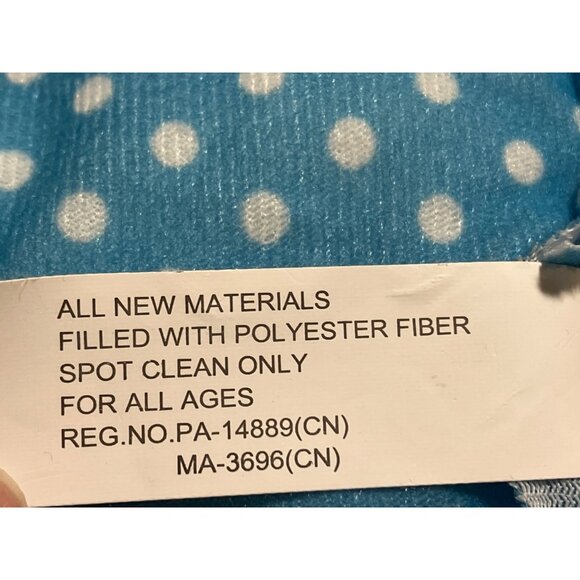 ALL NEW MATERIALS
FILLED WITH POLYESTER FIBER
SPOT CLEAN ONLY
FOR ALL AGES
REG.NO.PA-14889(CN)
MA-3696(CN)